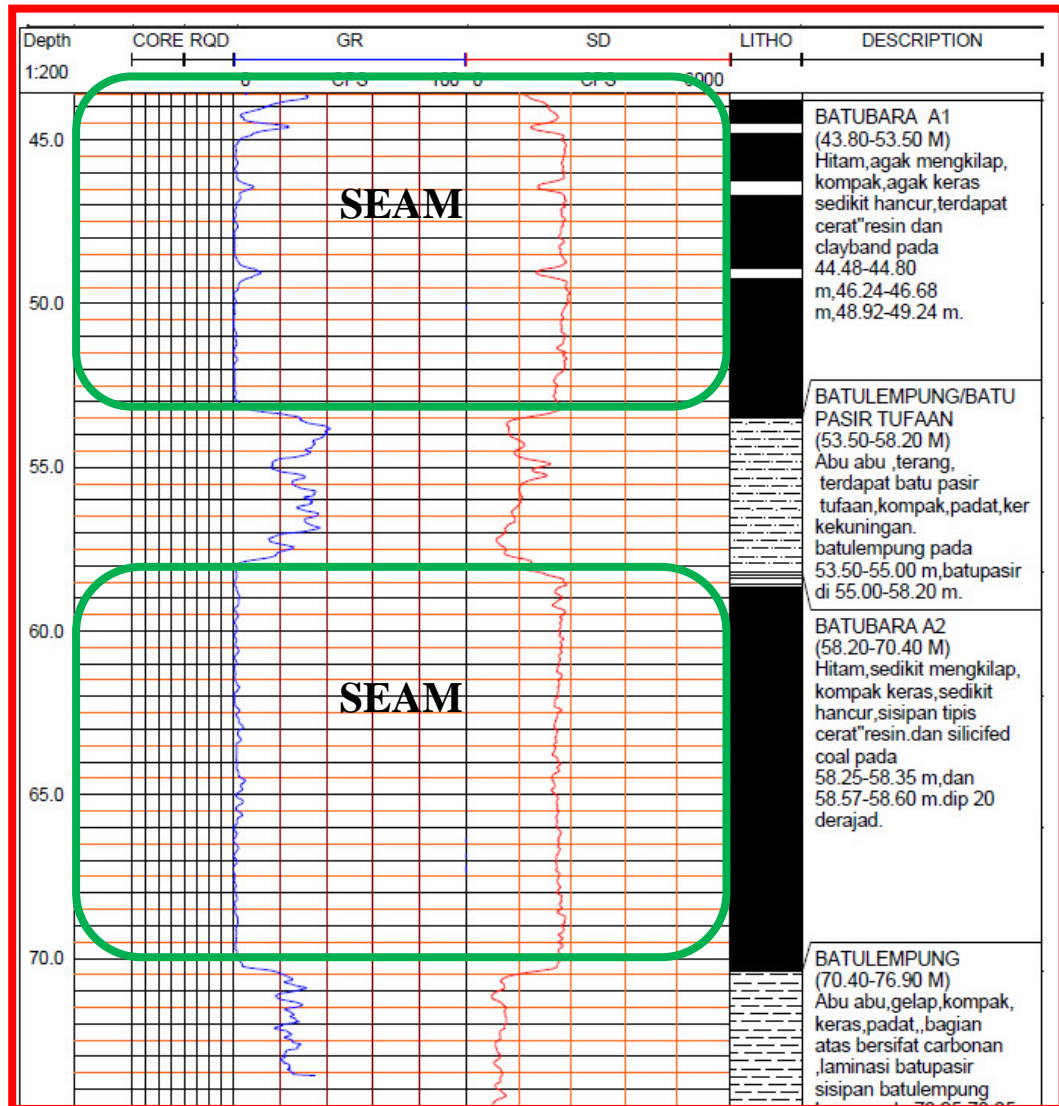 Depth CORE RQD GR SD LITHO DESCRIPTION
1:200 0 CPS 100 0 CPS
BATUBARA A1
(43.80-53.50 M)
Hitam,agak mengkilap,
kompak,agak keras
sedikit hancur,terdapat
cerat"resin dan
clayband pada
44.48-44.80
m,46.24-46.68
m,48.92-49.24 m.
45.0
SEAM
50.0
BATULEMPUNG/BATU
PASIR TUFAAN
(53.50-58.20 M)
Abu abu ,terang,
terdapat batu pasir
tufaan,kompak,padat,ker
kekuningan.
batulempung pada
53.50-55.00 m,batupasir
di 55.00-58.20 m.
55.0
60.0
SEAM
BATUBARA A2
(58.20-70.40 M)
Hitam,sedikit mengkilap,
kompak keras,sedikit
hancur,sisipan tipis
cerat"resin.dan silicifed
coal pada
58.25-58.35 m,dan
58.57-58.60 m.dip 20
derajad.
65.0
70.0
BATULEMPUNG
(70.40-76.90 M)
Abu abu,gelap,kompak,
keras,padat,,bagian
atas bersifat carbonan
,laminasi batupasir
sisipan batulempung